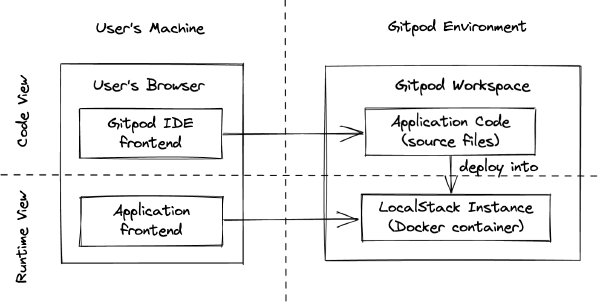 User's Machine
Gitpod Environment
Code View
User's Browser
Gitpod IDE
frontend
Gitpod Workspace
Application Code
(source files)
deploy into
Runtime View
Application
frontend
LocalStack Instance
(Docker container)